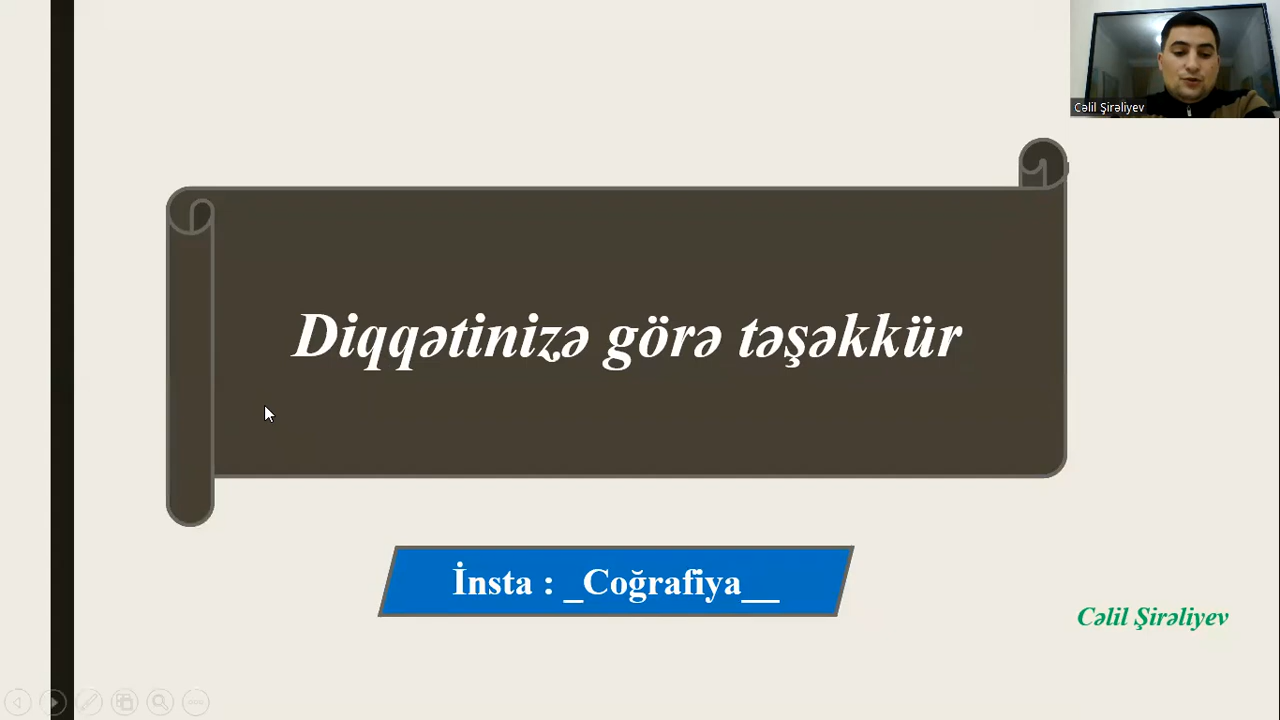 Cəlil Şirəliyev
Diqqətinizə görə təşəkkür
İnsta : _Coğrafiya__
Cəlil Şirəliyev